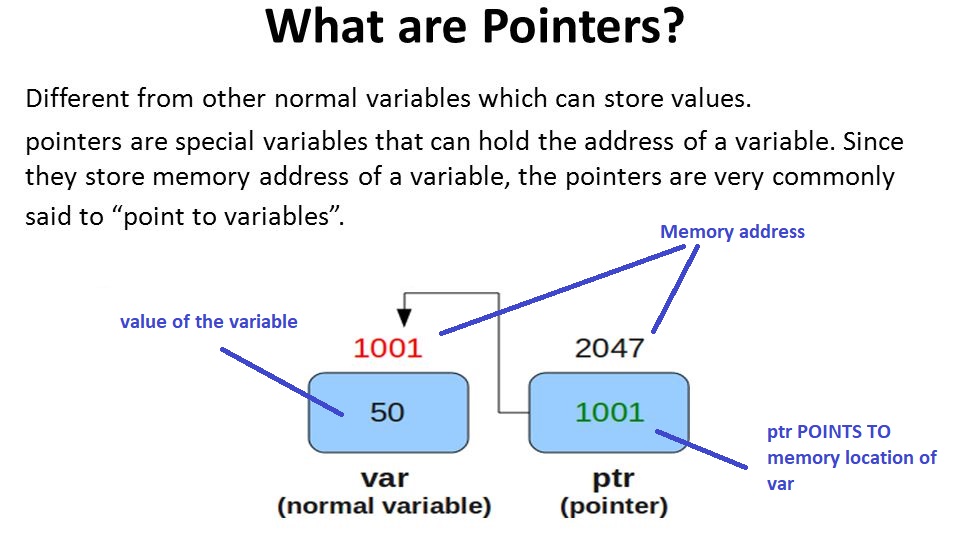 What are Pointers?
Different from other normal variables which can store values.
pointers are special variables that can hold the address of a variable. Since
they store memory address of a variable, the pointers are very commonly
said to “point to variables”.
Memory address
value of the variable
1001
2047
50
1001
ptr POINTS TO
memory location of
var
var
(normal variable)
ptr
(pointer)